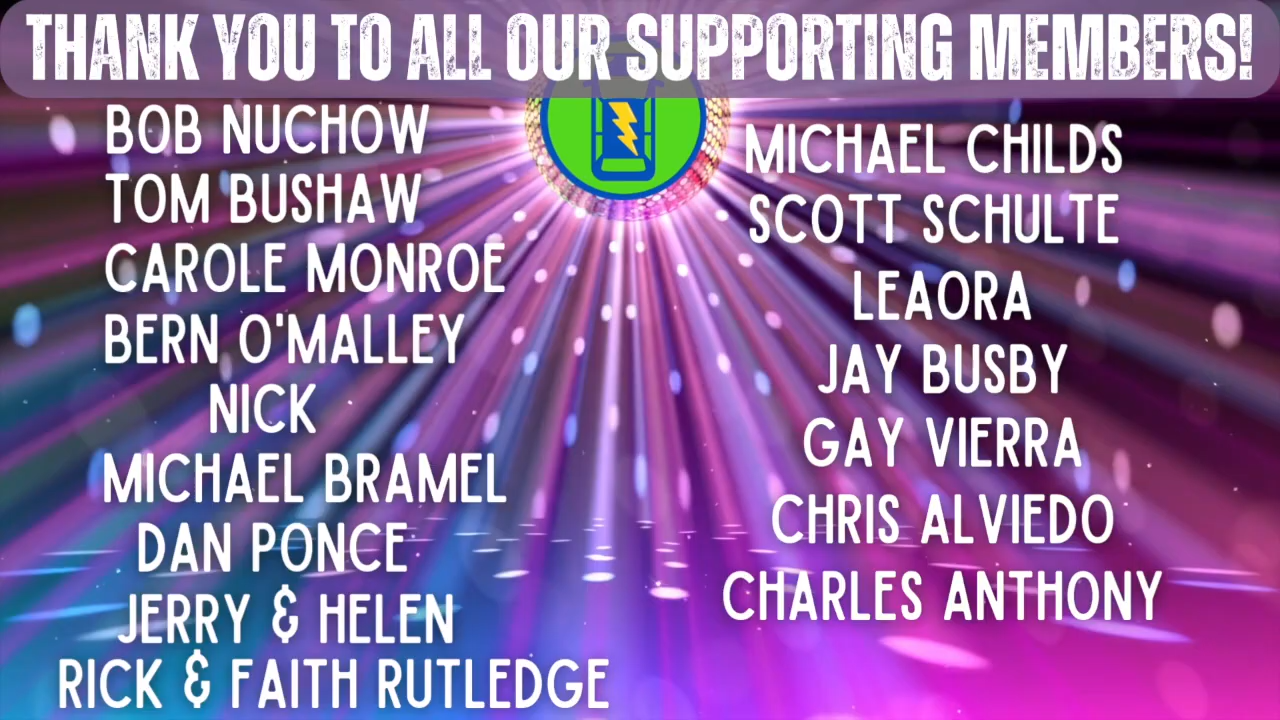 THANK YOU TO ALL OUR SUPPORTING MEMBERS!
BOB NUCHOW
TOM BUSHAW
CAROLE MONROE
BERN O'MALLEY
NICK
MICHAEL BRAMEL
DAN PONCE
JERRY & HELEN
RICK & FAITH RUTLEDGE
MICHAEL CHILDS
SCOTT SCHULTE
LEAORA
JAY BUSBY
GAY VIERRA
CHRIS ALVIEDO
CHARLES ANTHONY